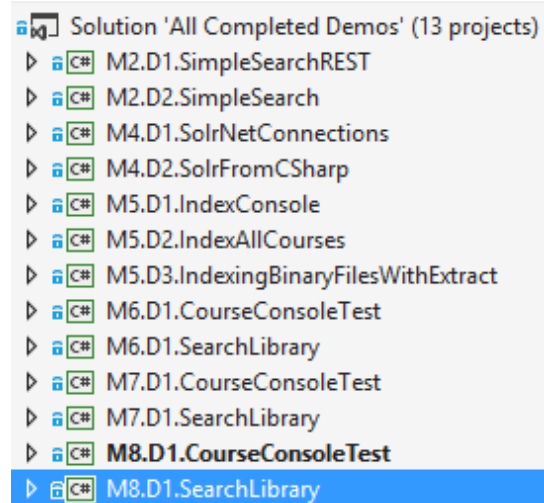 Solution 'All Completed Demos' (13 projects)
C# M2.D1.SimpleSearchREST
C# M2.D2.SimpleSearch
C# M4.D1.SolrNetConnections
C# M4.D2.SolrFromCSharp
C# M5.D1.IndexConsole
C# M5.D2.IndexAllCourses
C# M5.D3.IndexingBinaryFilesWithExtract
C# M6.D1.CourseConsoleTest
C# M6.D1.SearchLibrary
C# M7.D1.CourseConsoleTest
C# M7.D1.SearchLibrary
C# M8.D1.CourseConsoleTest
C# M8.D1.SearchLibrary